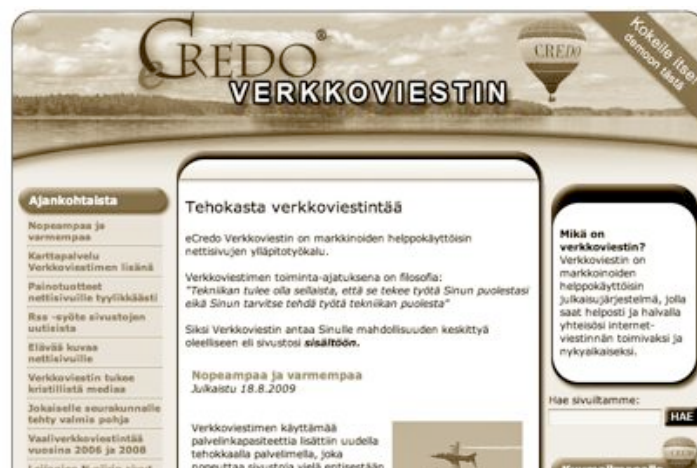 eCREDO®
VERKKOVIESTIN
CREDO
Kokeile itse
demoon tästä
Ajankohtaista
Nopeampaa ja
varmempaa
Karttapalvelu
Verkkoviestimen lisänä
Painotuotteet
nettisivuille tyylikkäästi
Rss -syöte sivustojen
uutisista
Elävää kuvaa
nettisivuille
Verkkoviestin tukee
kristillistä mediaa
Jokaiselle seurakunnalle
tehty valmis pohja
Vaaliverkkoviestintää
vuosina 2006 ja 2008
Tehokasta verkkoviestintää
eCredo Verkkoviestin on markkinoiden helppokäyttöisin
nettisivujen ylläpitotyökalu.
Verkkoviestimen toiminta-ajatuksena on filosofia:
"Tekniikan tulee olla sellaista, että se tekee työtä Sinun puolestasi
eikä Sinun tarvitse tehdä työtä tekniikan puolesta"
Siksi Verkkoviestin antaa Sinulle mahdollisuuden keskittyä
oleelliseen eli sivustosi sisältöön.
Nopeampaa ja varmempaa
Julkaistu 18.8.2009
Verkkoviestimen käyttämää
palvelinkapasiteettia lisättiin uudella
tehokkaalla palvelimella, joka
nopeuttaa sivustoja vielä entisestään
Mikä on
verkkoviestin?
Verkkoviestin on
markkoinoiden
helppokäyttöisin
julkaisujärjestelmä, jolla
saat helposti ja halvalla
yhteisösi internet-
viestinnän toimivaksi ja
nykyaikaiseksi.
Hae sivuiltamme:
HAE